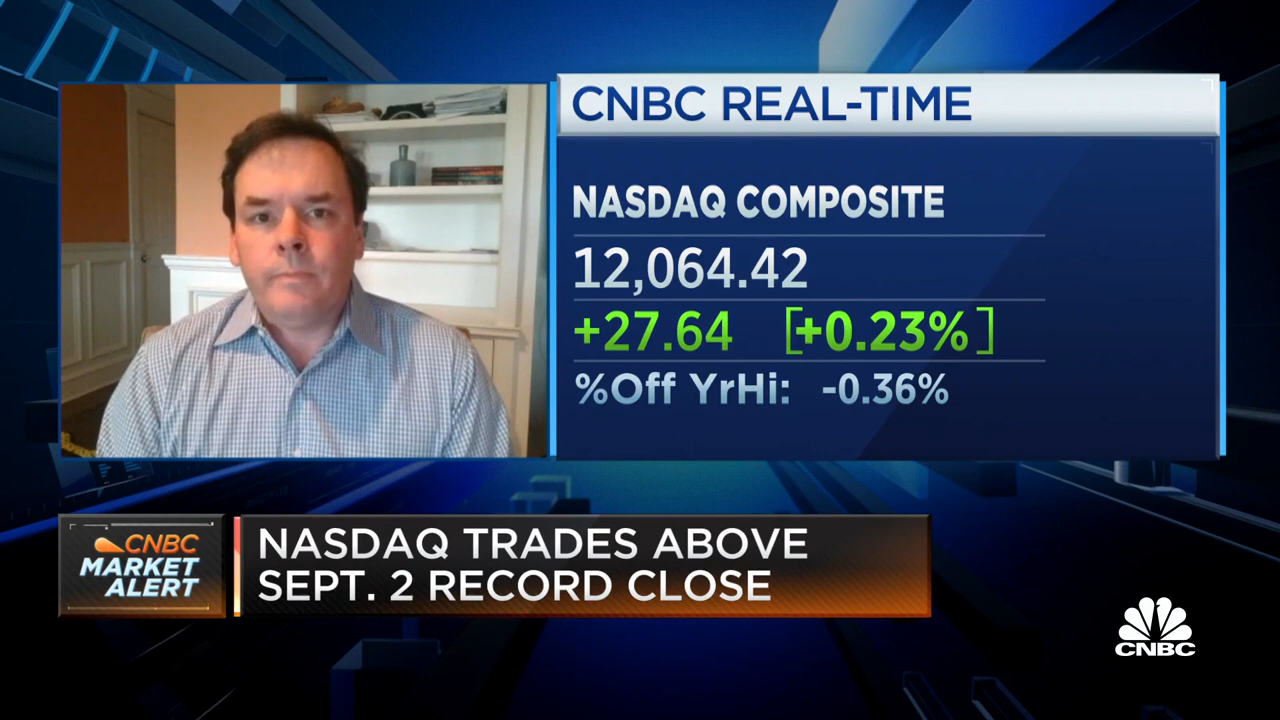 CNBC REAL-TIME
NASDAQ COMPOSITE
12,064.42
+27.64 [+0.23%]
%Off YrHi: -0.36%
CNBC
MARKET
ALERT
NASDAQ TRADES ABOVE
SEPT. 2 RECORD CLOSE
CNBC